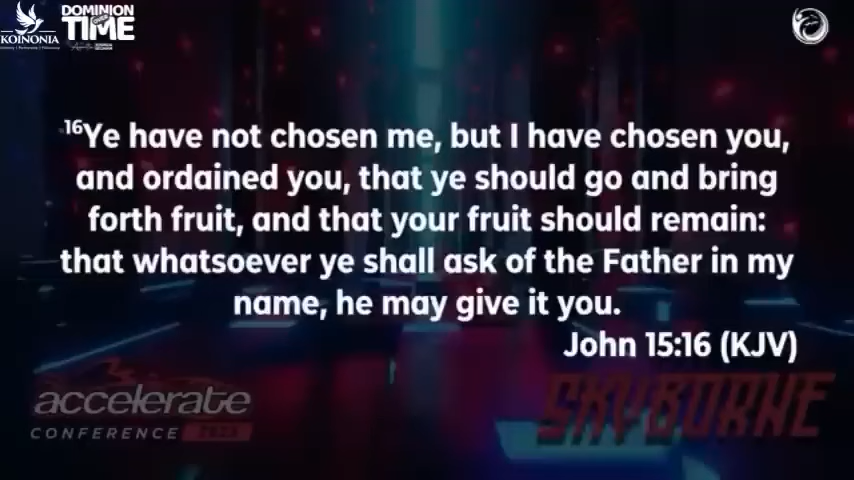 KOINONIA
DOMINION
OVER
TIME
16Ye have not chosen me, but I have chosen you,
and ordained you, that ye should go and bring
forth fruit, and that your fruit should remain:
that whatsoever ye shall ask of the Father in my
name, he may give it you.
John 15:16 (KJV)
accelerate
CONFERENCE
SKYBORNE